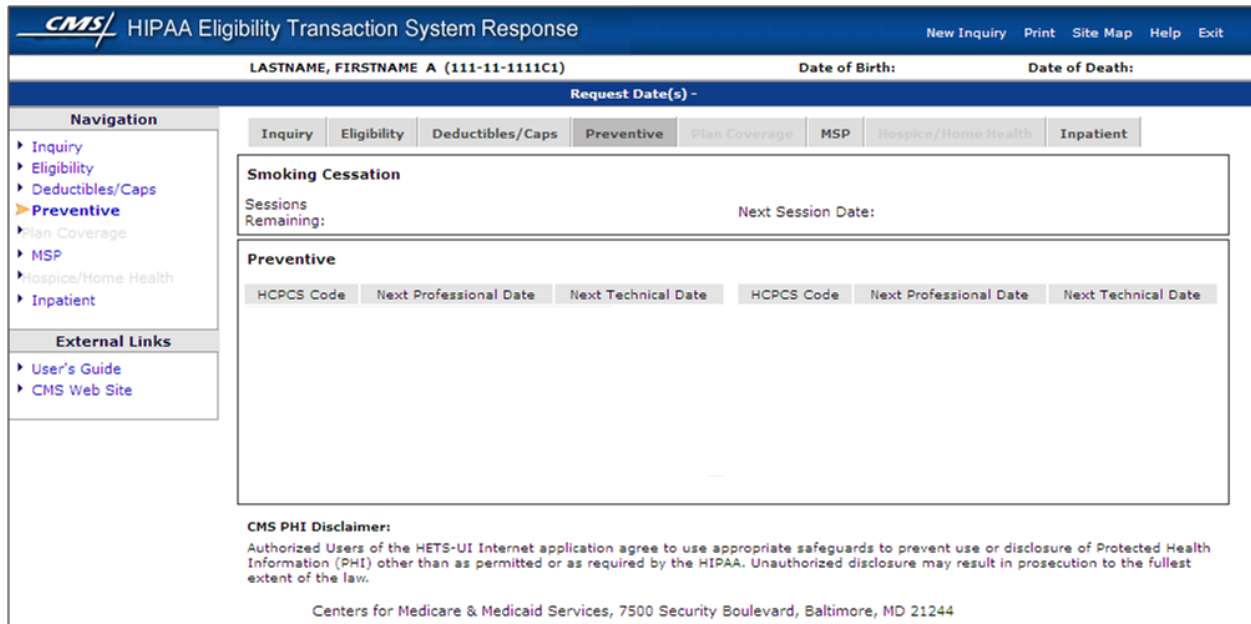 CMS HIPAA Eligibility Transaction System Response
New Inquiry Print Site Map Help Exit
LASTNAME, FIRSTNAME A (111-11-1111C1) Date of Birth: Date of Death:
Request Date(s) -
Navigation
Inquiry
Eligibility
Deductibles/Caps
Preventive
Plan Coverage
MSP
Hospice/Home Health
Inpatient
External Links
User's Guide
CMS Web Site
Inquiry Eligibility Deductibles/Caps Preventive Plan Coverage MSP Hospice/Home Health Inpatient
Smoking Cessation
Sessions
Remaining:
Next Session Date:
Preventive
HCPCS Code Next Professional Date Next Technical Date HCPCS Code Next Professional Date Next Technical Date
CMS PHI Disclaimer:
Authorized Users of the HETS-UI Internet application agree to use appropriate safeguards to prevent use or disclosure of Protected Health
Information (PHI) other than as permitted or as required by the HIPAA. Unauthorized disclosure may result in prosecution to the fullest
extent of the law.
Centers for Medicare & Medicaid Services, 7500 Security Boulevard, Baltimore, MD 21244